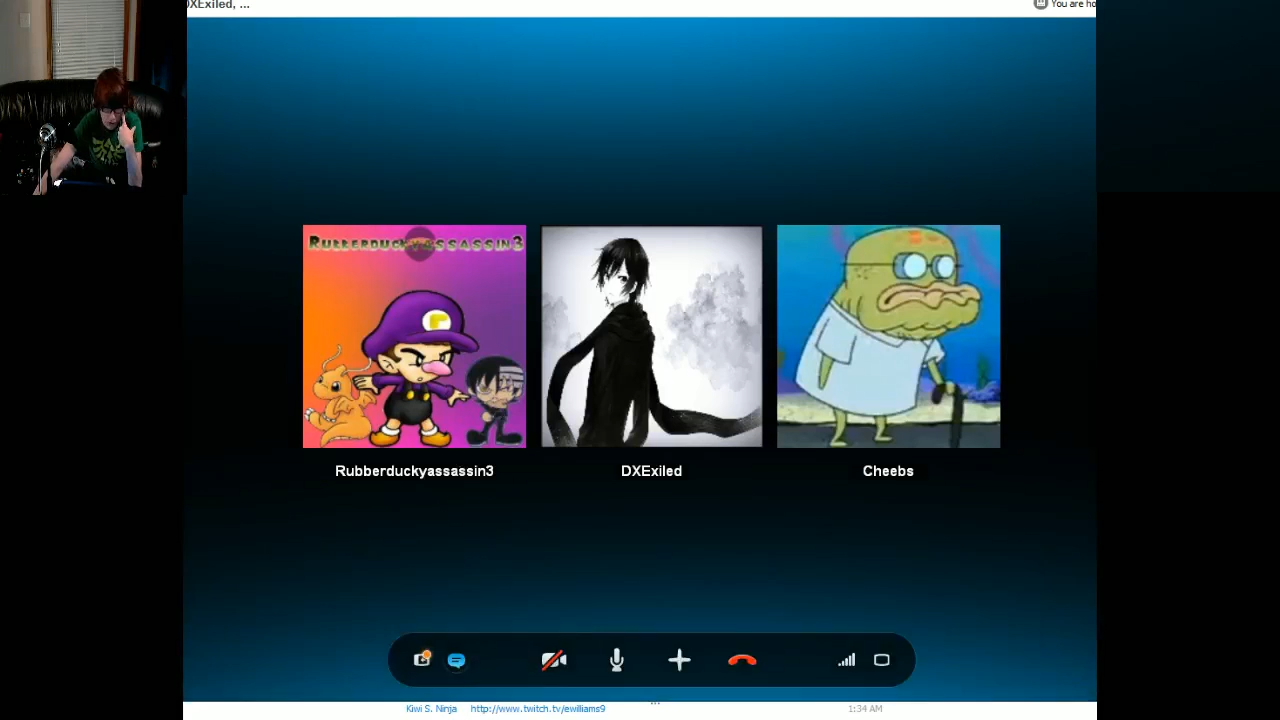 DXExiled, ...
You are ho
RUBBERDUCKYASSASSIN3
Rubberduckyassassin3
DXExiled
Cheebs
Kiwi S. Ninja http://www.twitch.tv/ewilliams9 1:34 AM